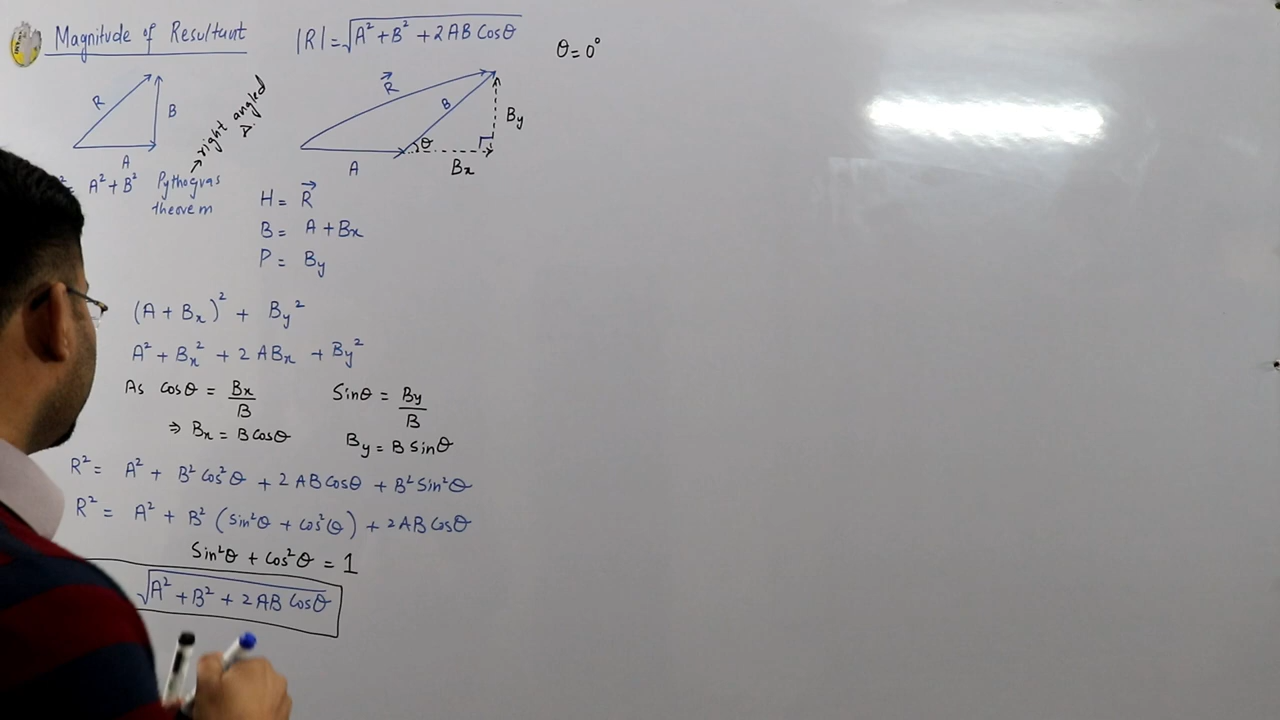 Magnitude of Resultant
|R| = √A² + B² + 2AB Cosθ
θ = 0°
R
B
A
² = A² + B²
Pythogvas
theorem
right angled
Δ.
R⃗
B
By
θ
A
Bx
H = R⃗
B = A + Bx
P = By
(A + Bx)² + By²
A² + Bx² + 2ABx + By²
As cosθ = Bx/B
Sinθ = By/B
⇒ Bx = B cosθ
By = B sinθ
R² = A² + B² Cos²θ + 2AB Cosθ + B² Sin²θ
R² = A² + B² (Sin²θ + Cos²θ) + 2AB Cosθ
Sin²θ + Cos²θ = 1
√A² + B² + 2AB Cosθ